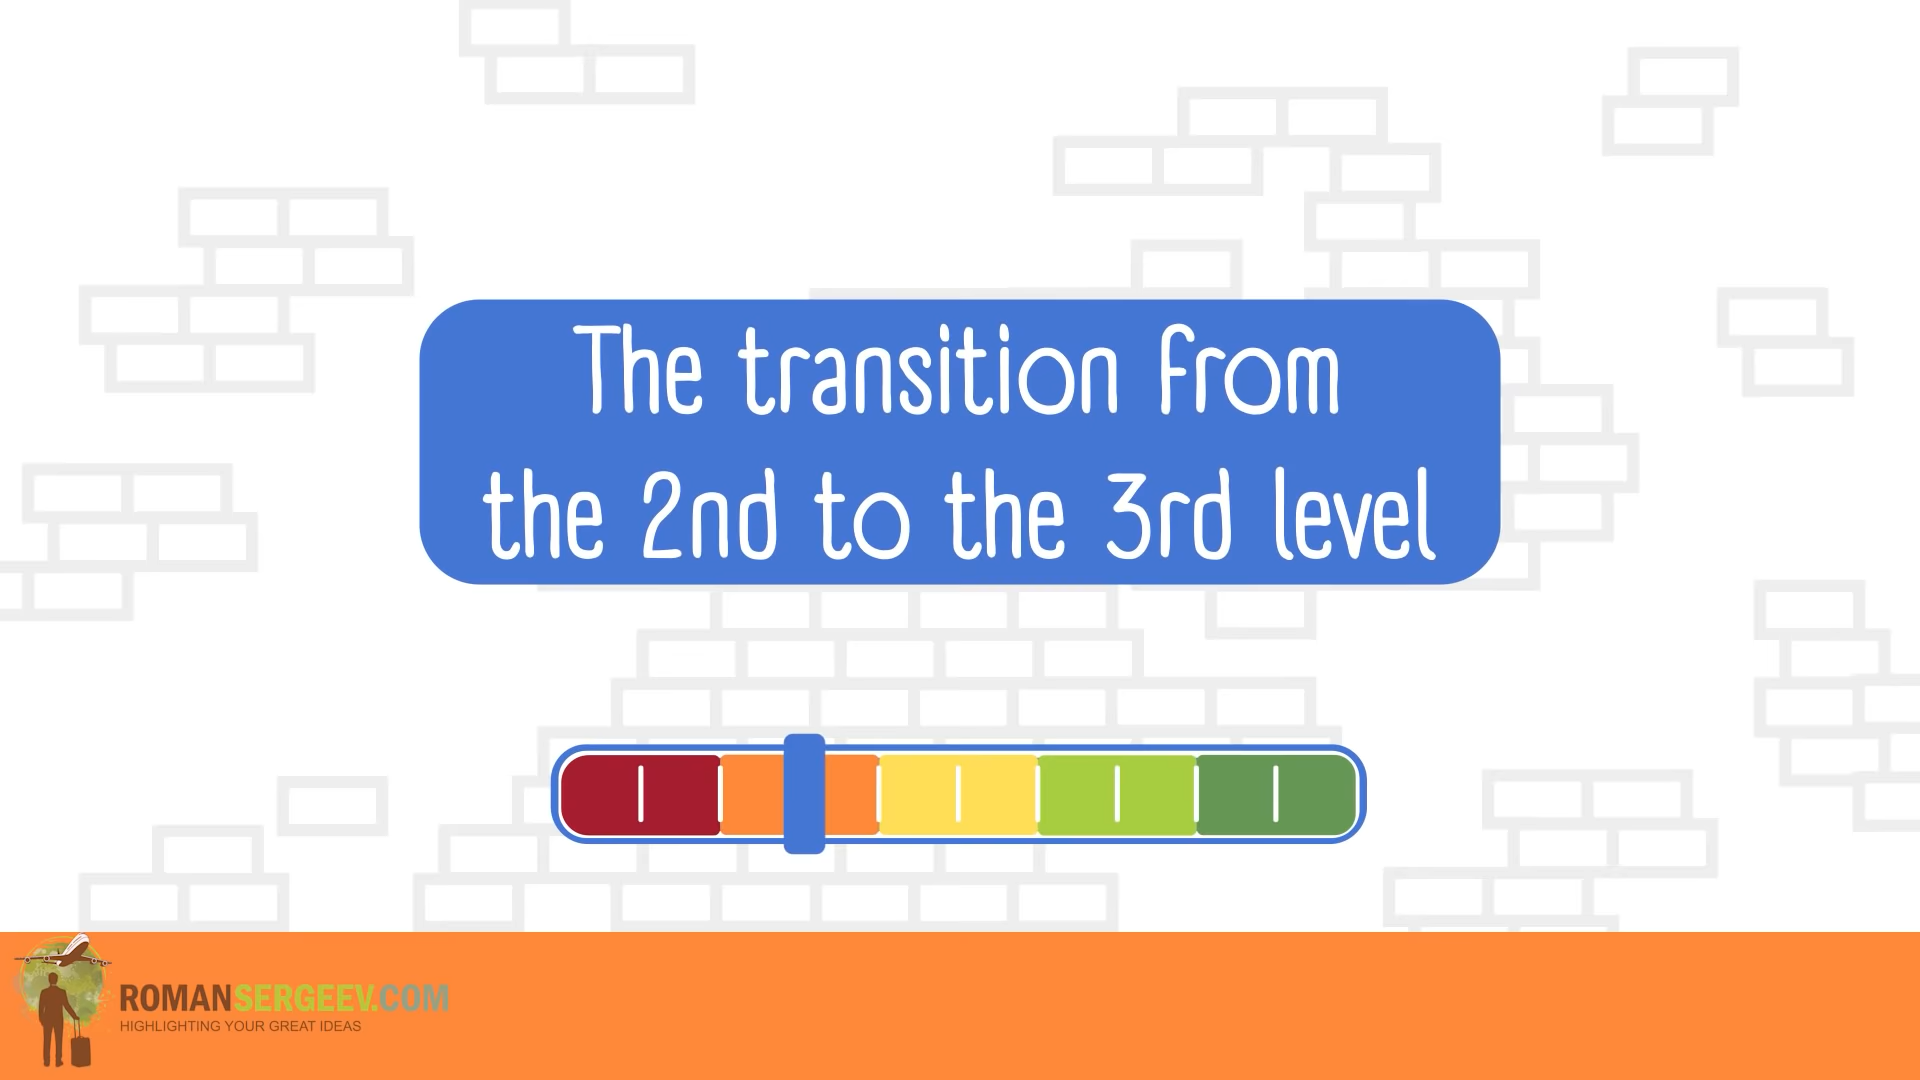 The transition from
the 2nd to the 3rd level
ROMANSERGEEV.COM
HIGHLIGHTING YOUR GREAT IDEAS